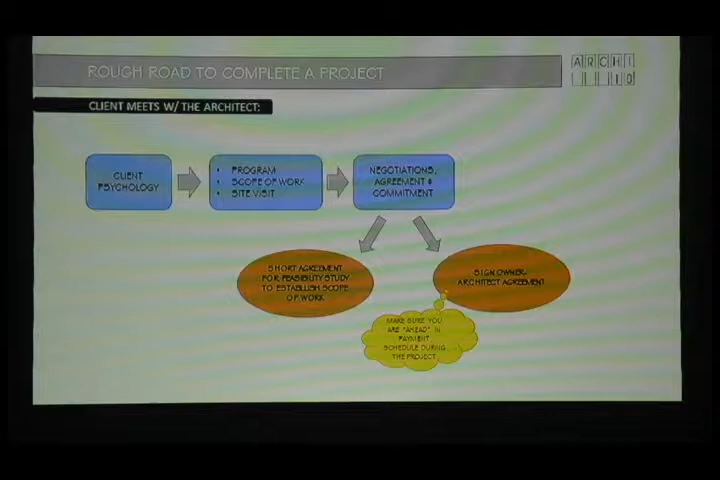 ROUGH ROAD TO COMPLETE A PROJECT
ARCHI
CLIENT MEETS W/ THE ARCHITECT:
CLIENT
PSYCHOLOGY
• PROGRAM
• SCOPE OF WORK
• SITE VISIT
NEGOTIATIONS,
AGREEMENT &
COMMITMENT
SHORT AGREEMENT
FOR FEASIBILITY STUDY
TO ESTABLISH SCOPE
OF WORK
SIGN OWNER-
ARCHITECT AGREEMENT
MAKE SURE YOU
ARE "AHEAD" IN
PAYMENT
SCHEDULE DURING
THE PROJECT